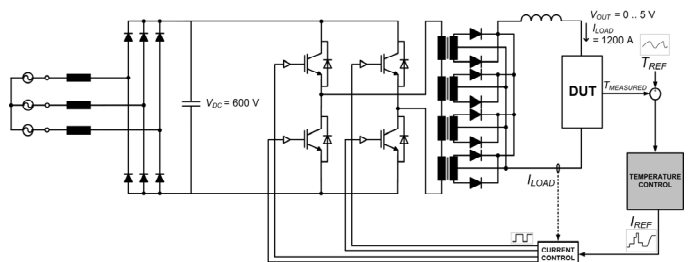 V_OUT = 0 .. 5 V
I_LOAD
= 1200 A
T_REF
DUT
T_MEASURED
V_DC = 600 V
TEMPERATURE
CONTROL
I_LOAD
I_REF
CURRENT
CONTROL